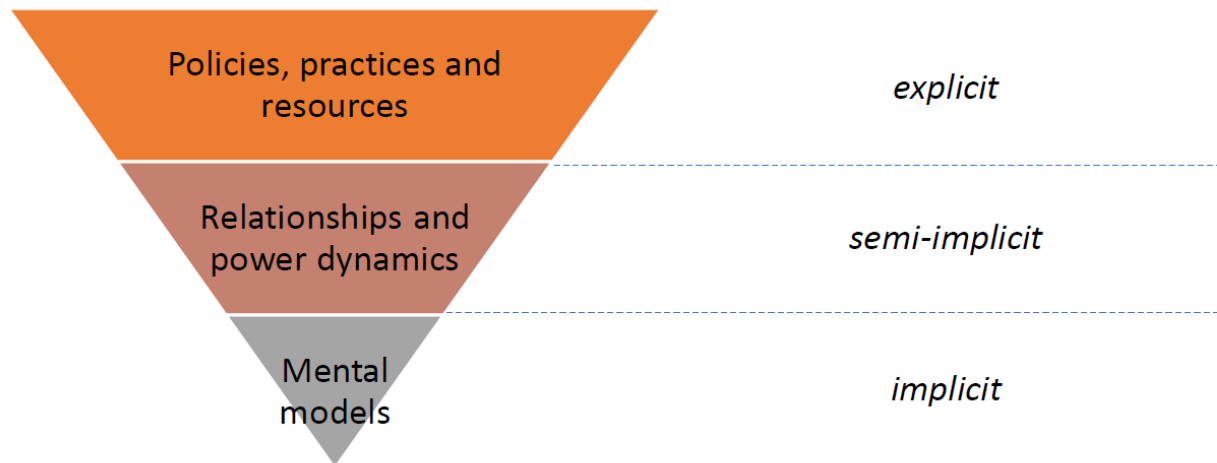 Policies, practices and
resources
explicit
Relationships and
power dynamics
semi-implicit
Mental
models
implicit